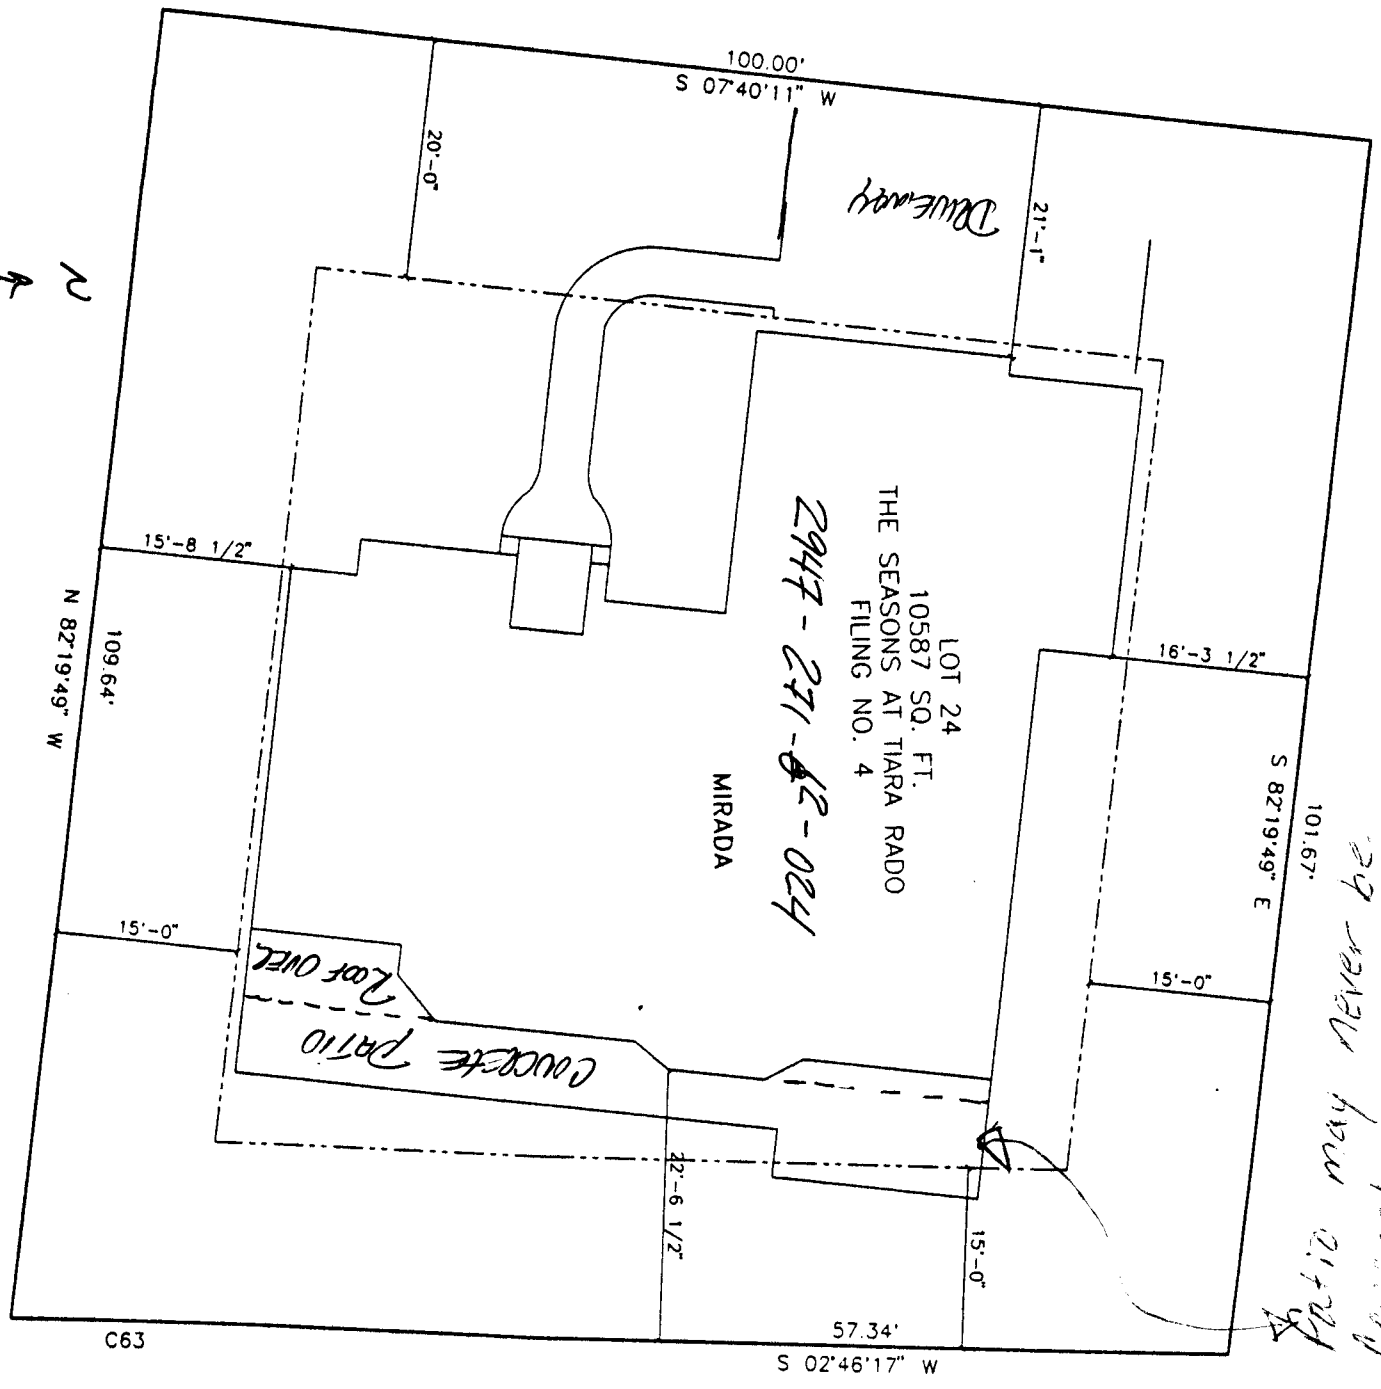 100.00'
S 07°40'11" W
20'-0"
DRIVEWAY
21'-1"
N
LOT 24
10587 SQ. FT.
THE SEASONS AT TIARA RADO
FILING NO. 4
2947-271-62-024
MIRADA
15'-8 1/2"
109.64'
N 82°19'49" W
15'-0"
16'-3 1/2"
101.67'
S 82°19'49" E
15'-0"
ROOF OVER
CONCRETE PATIO
22'-6 1/2"
15'-0"
Patio may never be
C63
57.34'
S 02°46'17" W